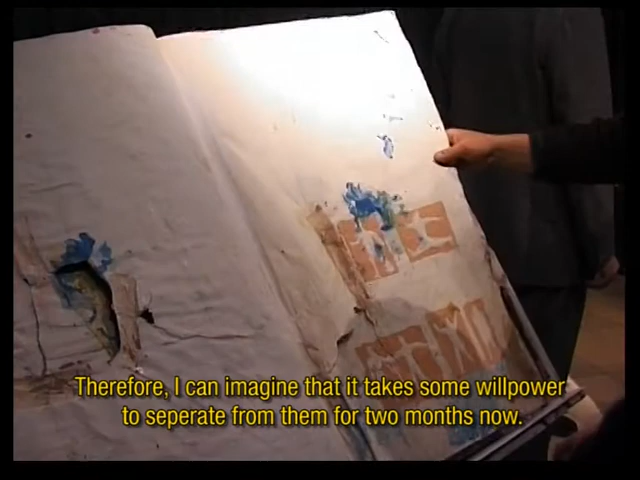 Therefore, I can imagine that it takes some willpower
to seperate from them for two months now.